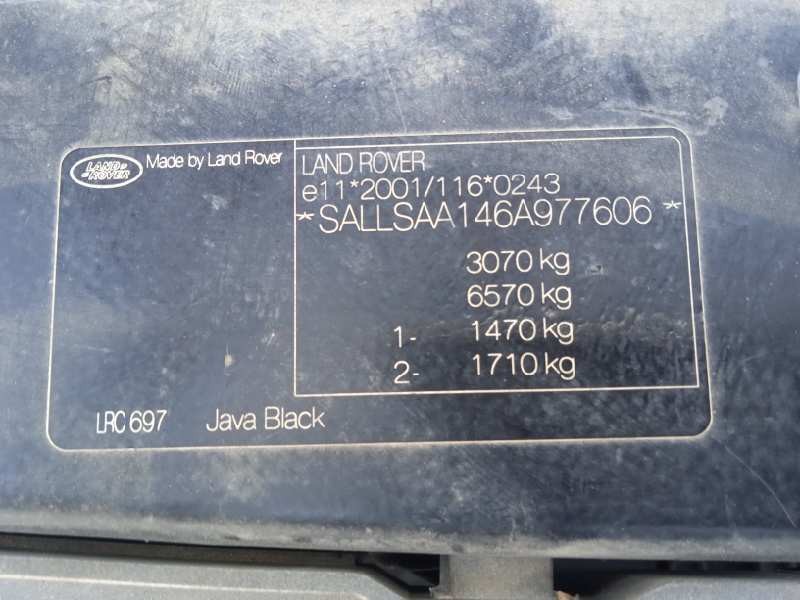 LAND ROVER
Made by Land Rover
LAND ROVER
e11*2001/116*0243
*SALLSAA146A977606*
3070 kg
6570 kg
1- 1470 kg
2- 1710 kg
LRC 697 Java Black